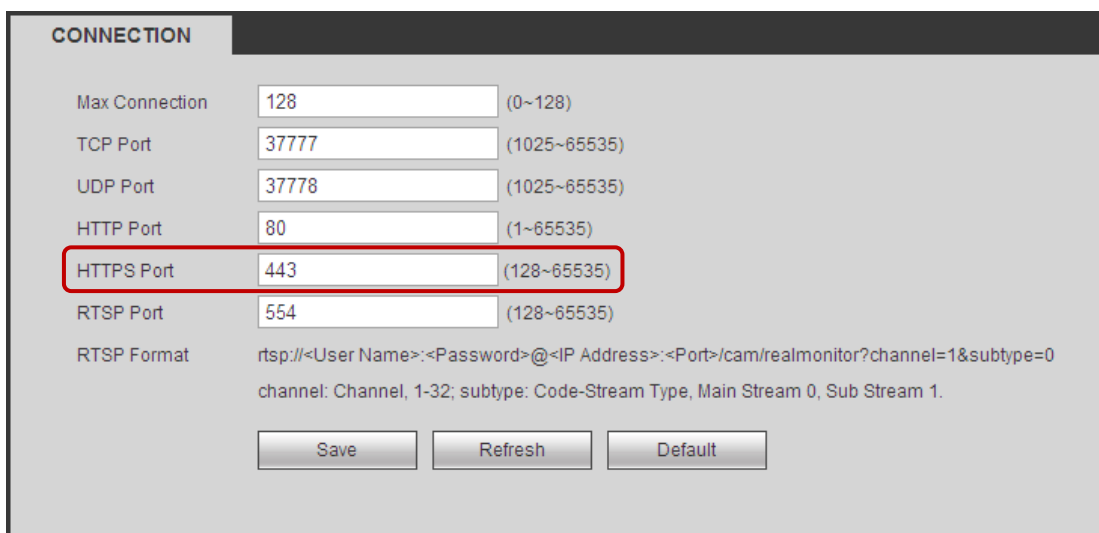 CONNECTION
Max Connection 128 (0~128)
TCP Port 37777 (1025~65535)
UDP Port 37778 (1025~65535)
HTTP Port 80 (1~65535)
HTTPS Port 443 (128~65535)
RTSP Port 554 (128~65535)
RTSP Format rtsp://<User Name>:<Password>@<IP Address>:<Port>/cam/realmonitor?channel=1&subtype=0
channel: Channel, 1-32; subtype: Code-Stream Type, Main Stream 0, Sub Stream 1.
Save Refresh Default